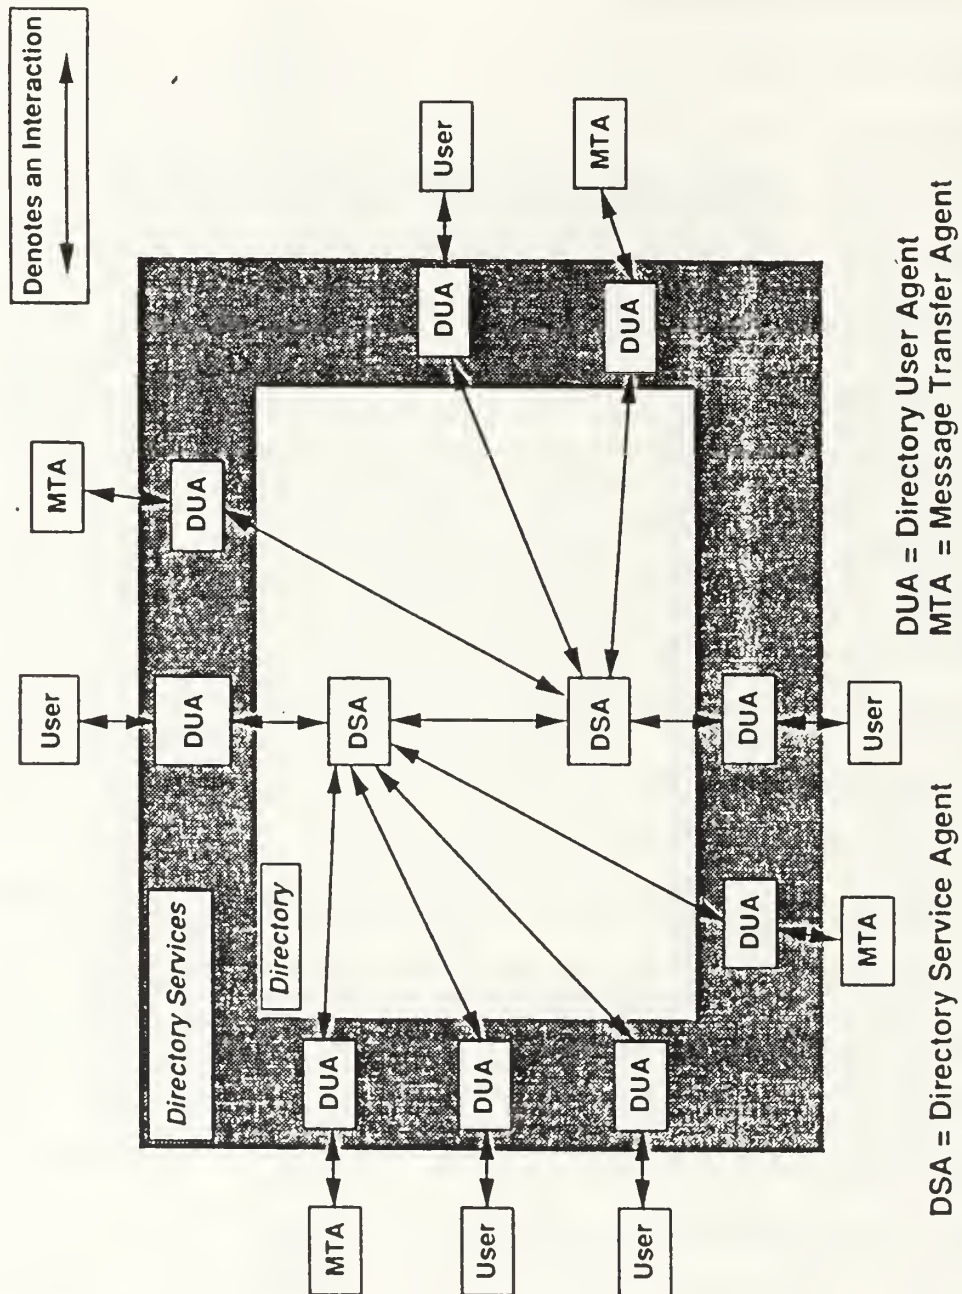 Denotes an Interaction
User
MTA
Directory Services
DUA
DUA
Directory
MTA
DUA
DSA
DUA
User
User
DUA
DSA
DUA
MTA
User
DUA
DUA
DUA
MTA
User
DUA = Directory User Agent
DSA = Directory Service Agent
MTA = Message Transfer Agent